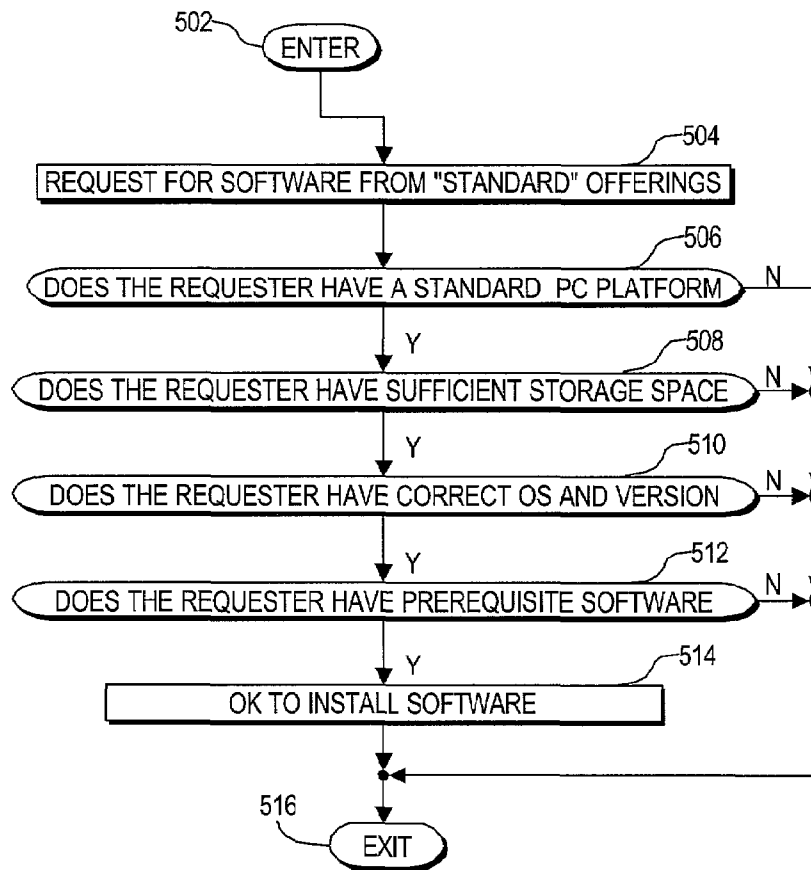 502
ENTER
504
REQUEST FOR SOFTWARE FROM "STANDARD" OFFERINGS
506
DOES THE REQUESTER HAVE A STANDARD PC PLATFORM
N
Y
508
DOES THE REQUESTER HAVE SUFFICIENT STORAGE SPACE
N
Y
510
DOES THE REQUESTER HAVE CORRECT OS AND VERSION
N
Y
512
DOES THE REQUESTER HAVE PREREQUISITE SOFTWARE
N
Y
514
OK TO INSTALL SOFTWARE
516
EXIT